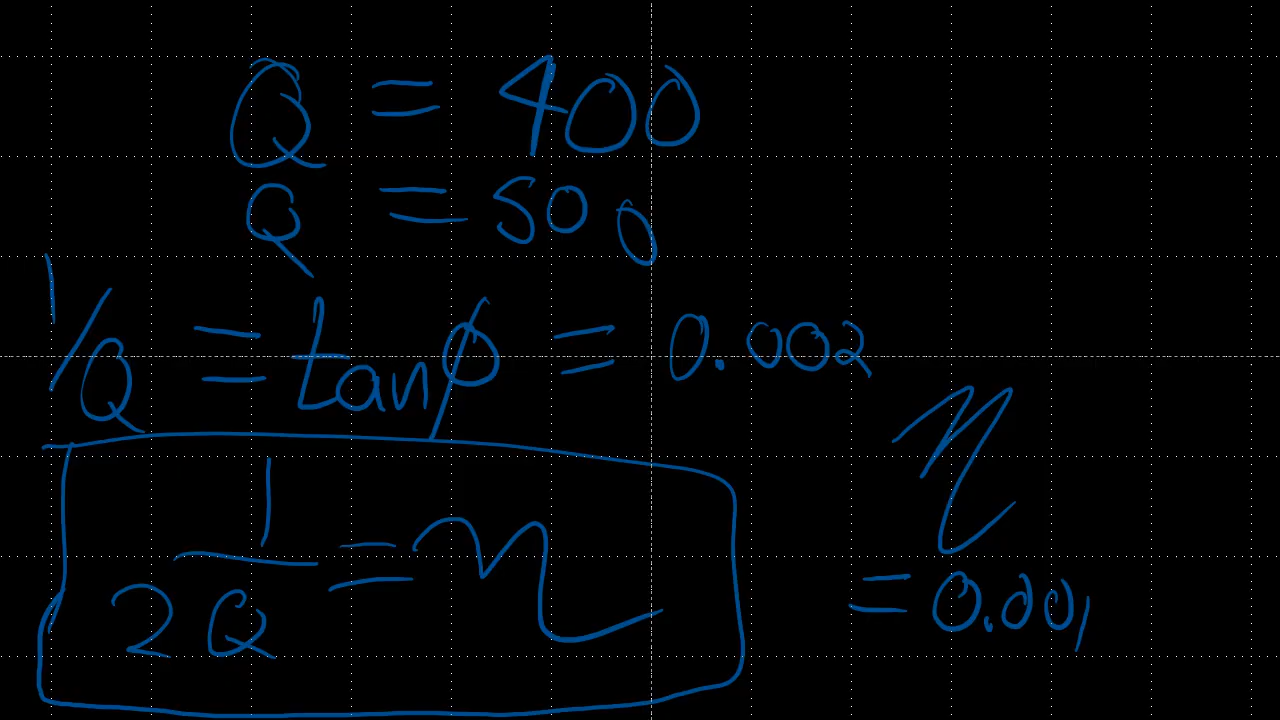 Q = 400
Q = 500
1/Q = tanϕ = 0.002
1/2Q = η
η
= 0.001